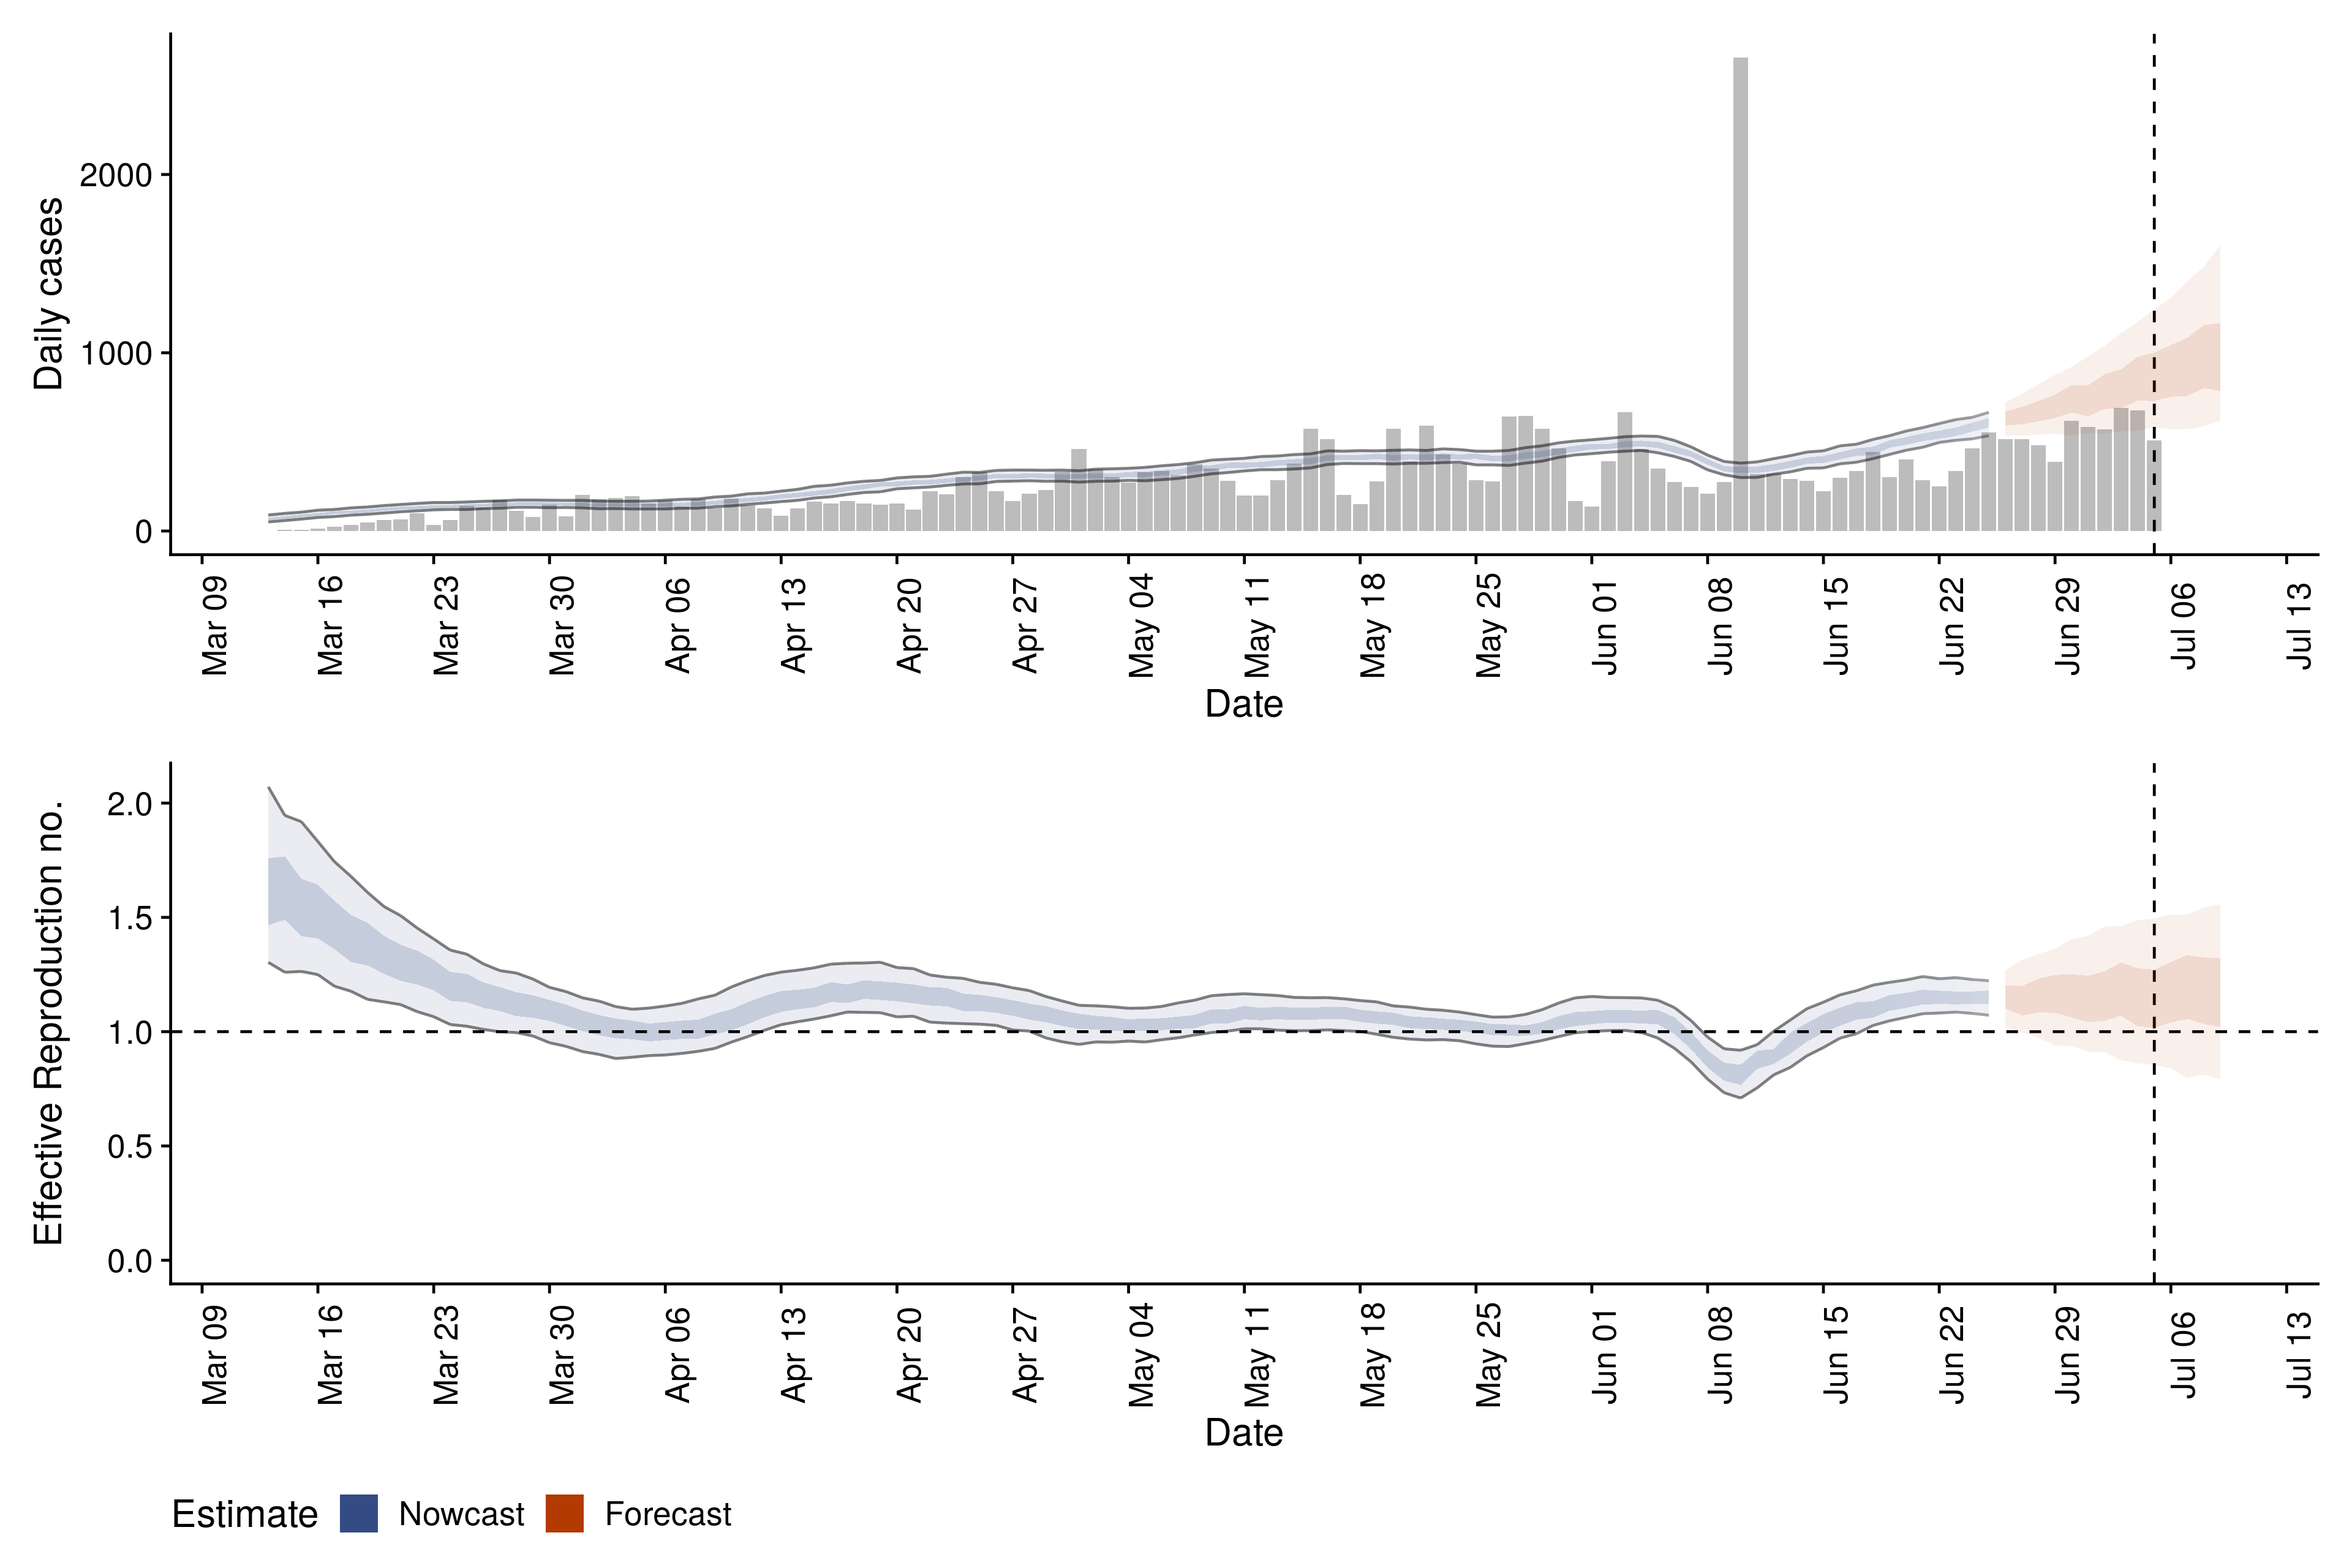 Daily cases
2000
1000
0
Mar 09 Mar 16 Mar 23 Mar 30 Apr 06 Apr 13 Apr 20 Apr 27 May 04 May 11 May 18 May 25 Jun 01 Jun 08 Jun 15 Jun 22 Jun 29 Jul 06 Jul 13
Date
Effective Reproduction no.
2.0
1.5
1.0
0.5
0.0
Mar 09 Mar 16 Mar 23 Mar 30 Apr 06 Apr 13 Apr 20 Apr 27 May 04 May 11 May 18 May 25 Jun 01 Jun 08 Jun 15 Jun 22 Jun 29 Jul 06 Jul 13
Date
Estimate Nowcast Forecast